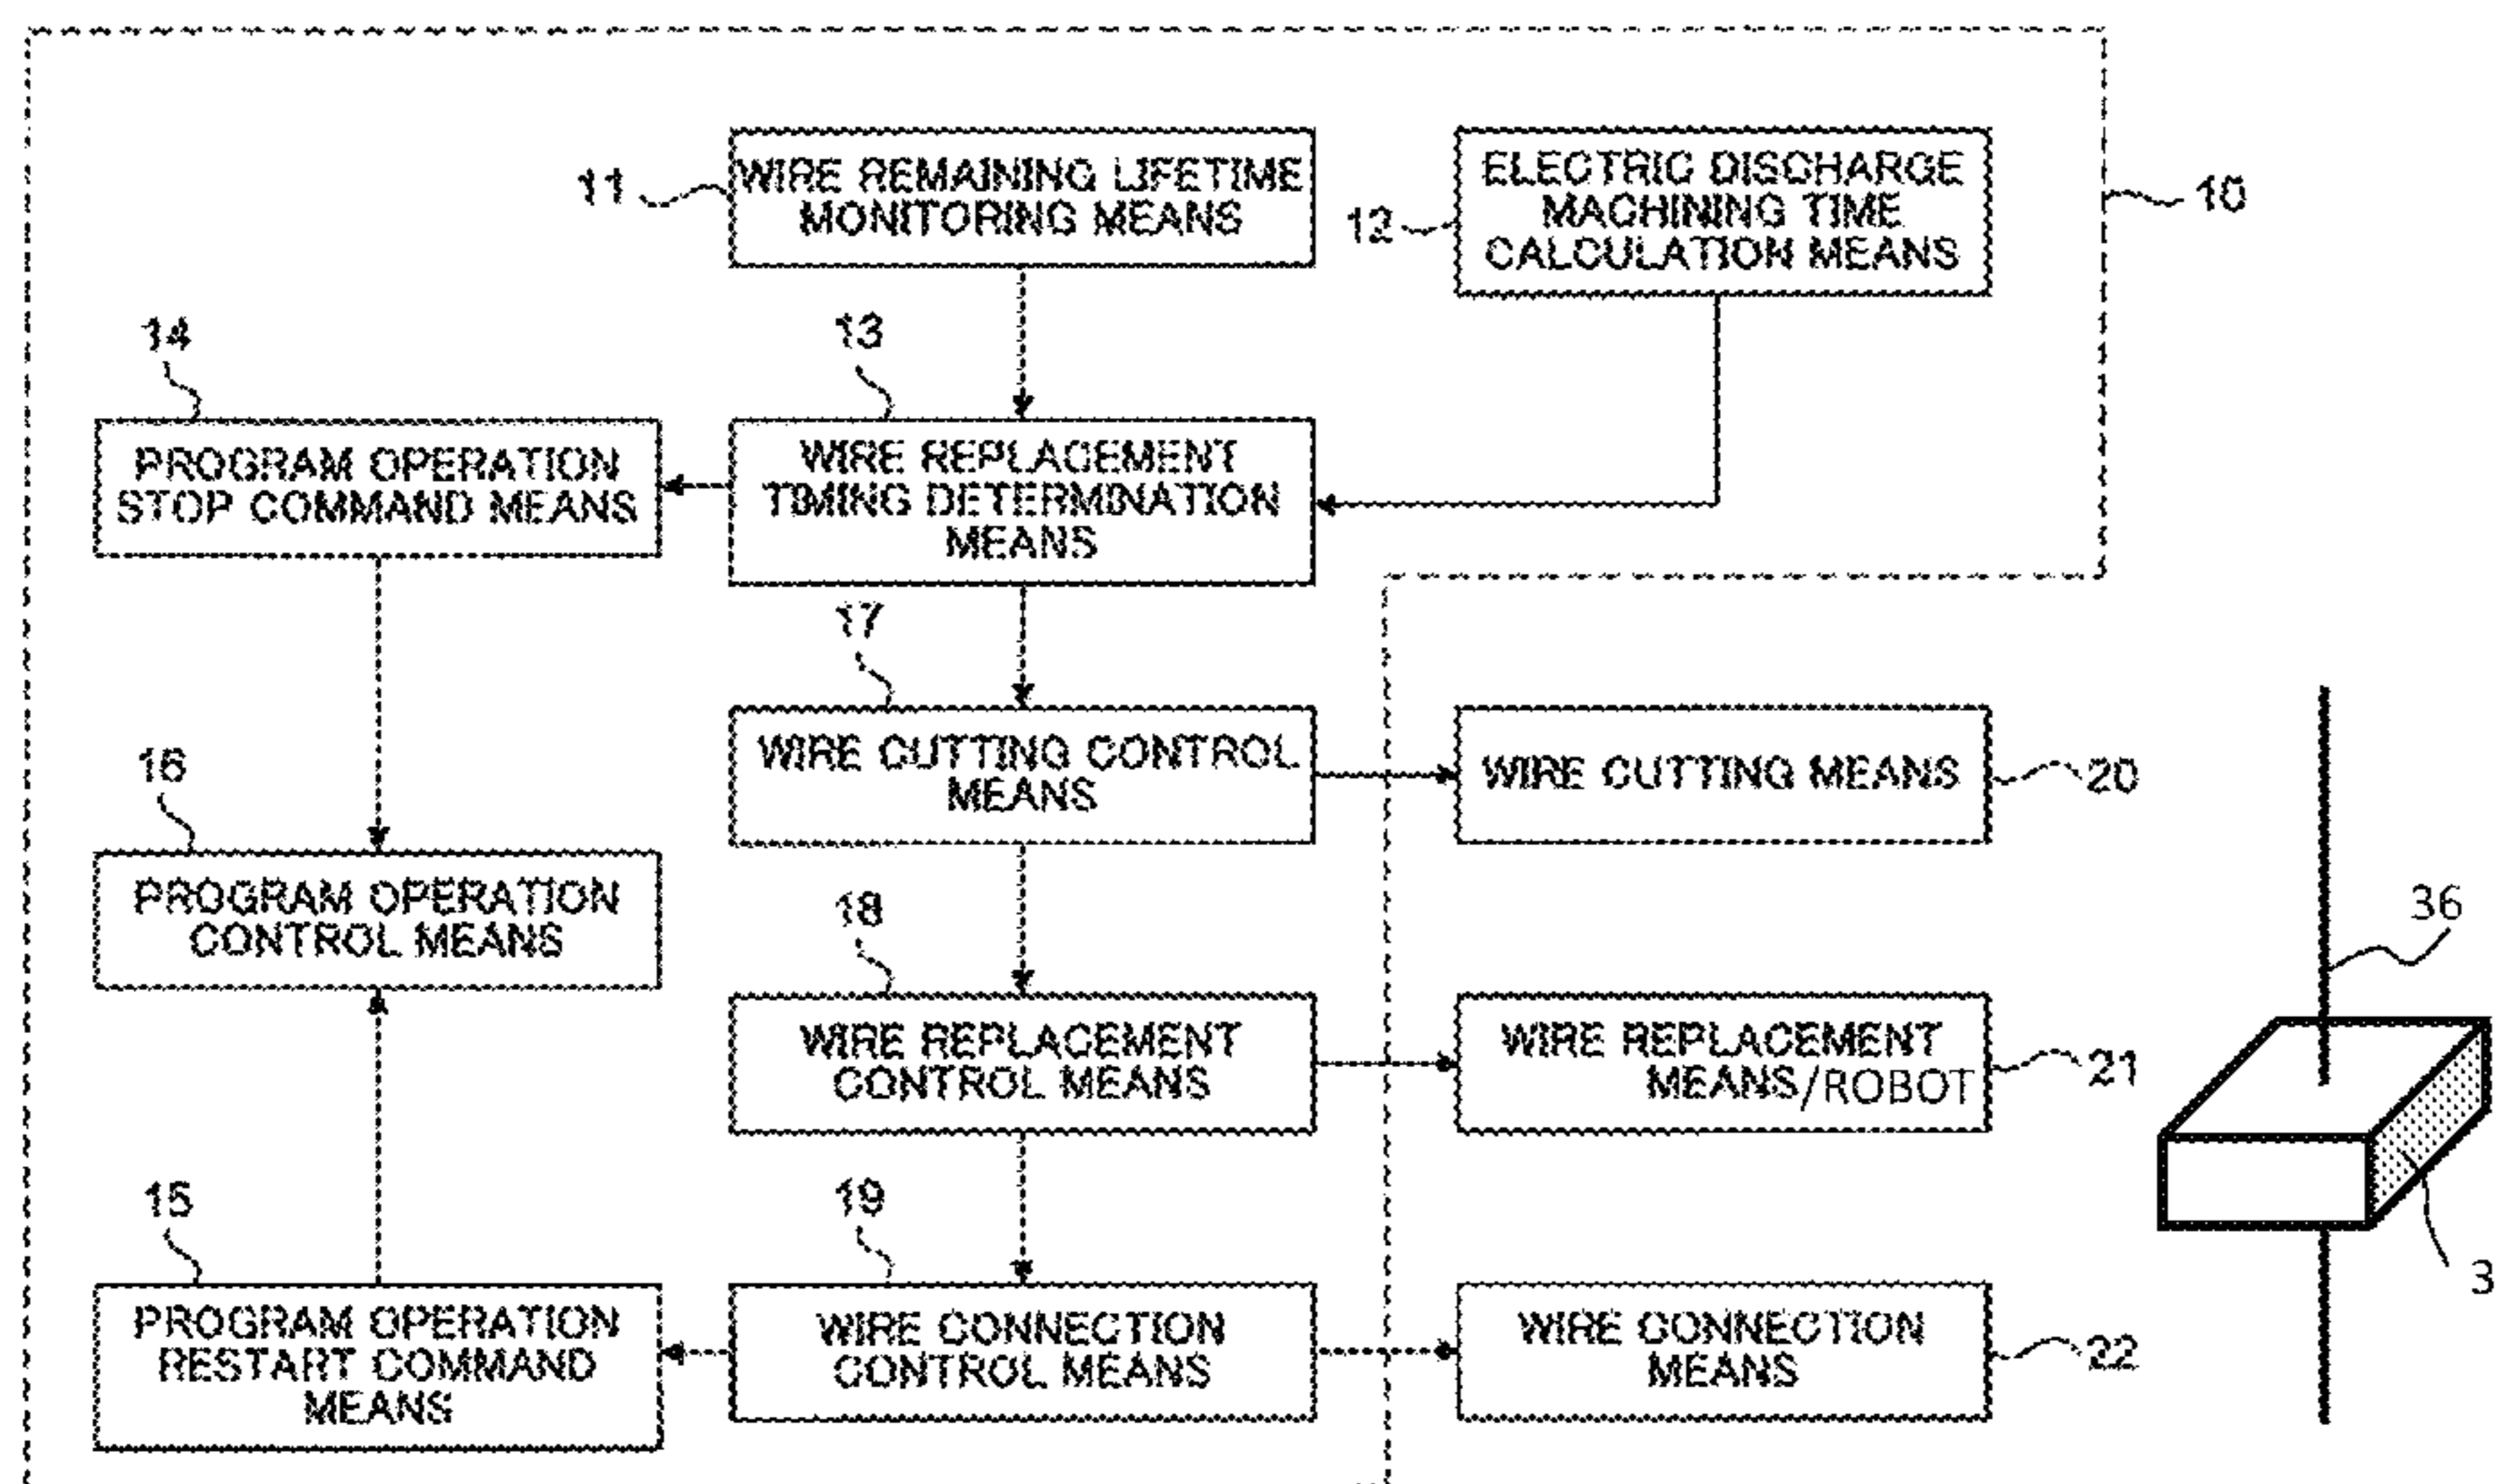 11
WIRE REMAINING LIFETIME
MONITORING MEANS
12
ELECTRIC DISCHARGE
MACHINING TIME
CALCULATION MEANS
10
14
PROGRAM OPERATION
STOP COMMAND MEANS
13
WIRE REPLACEMENT
TIMING DETERMINATION
MEANS
17
WIRE CUTTING CONTROL
MEANS
WIRE CUTTING MEANS
20
16
PROGRAM OPERATION
CONTROL MEANS
18
WIRE REPLACEMENT
CONTROL MEANS
WIRE REPLACEMENT
MEANS/ROBOT
21
36
3
15
PROGRAM OPERATION
RESTART COMMAND
MEANS
19
WIRE CONNECTION
CONTROL MEANS
WIRE CONNECTION
MEANS
22